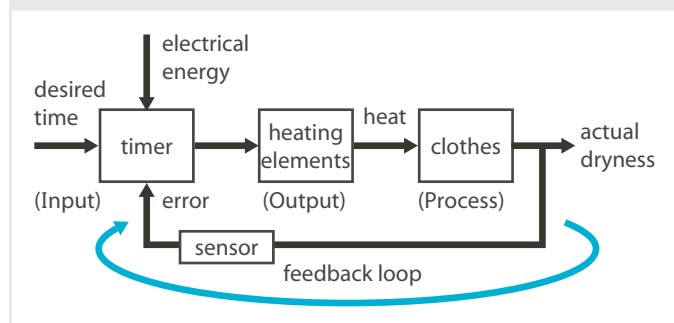 electrical
energy
desired
time
timer
heating
elements
heat
clothes
actual
dryness
(Input)
error
(Output)
(Process)
sensor
feedback loop